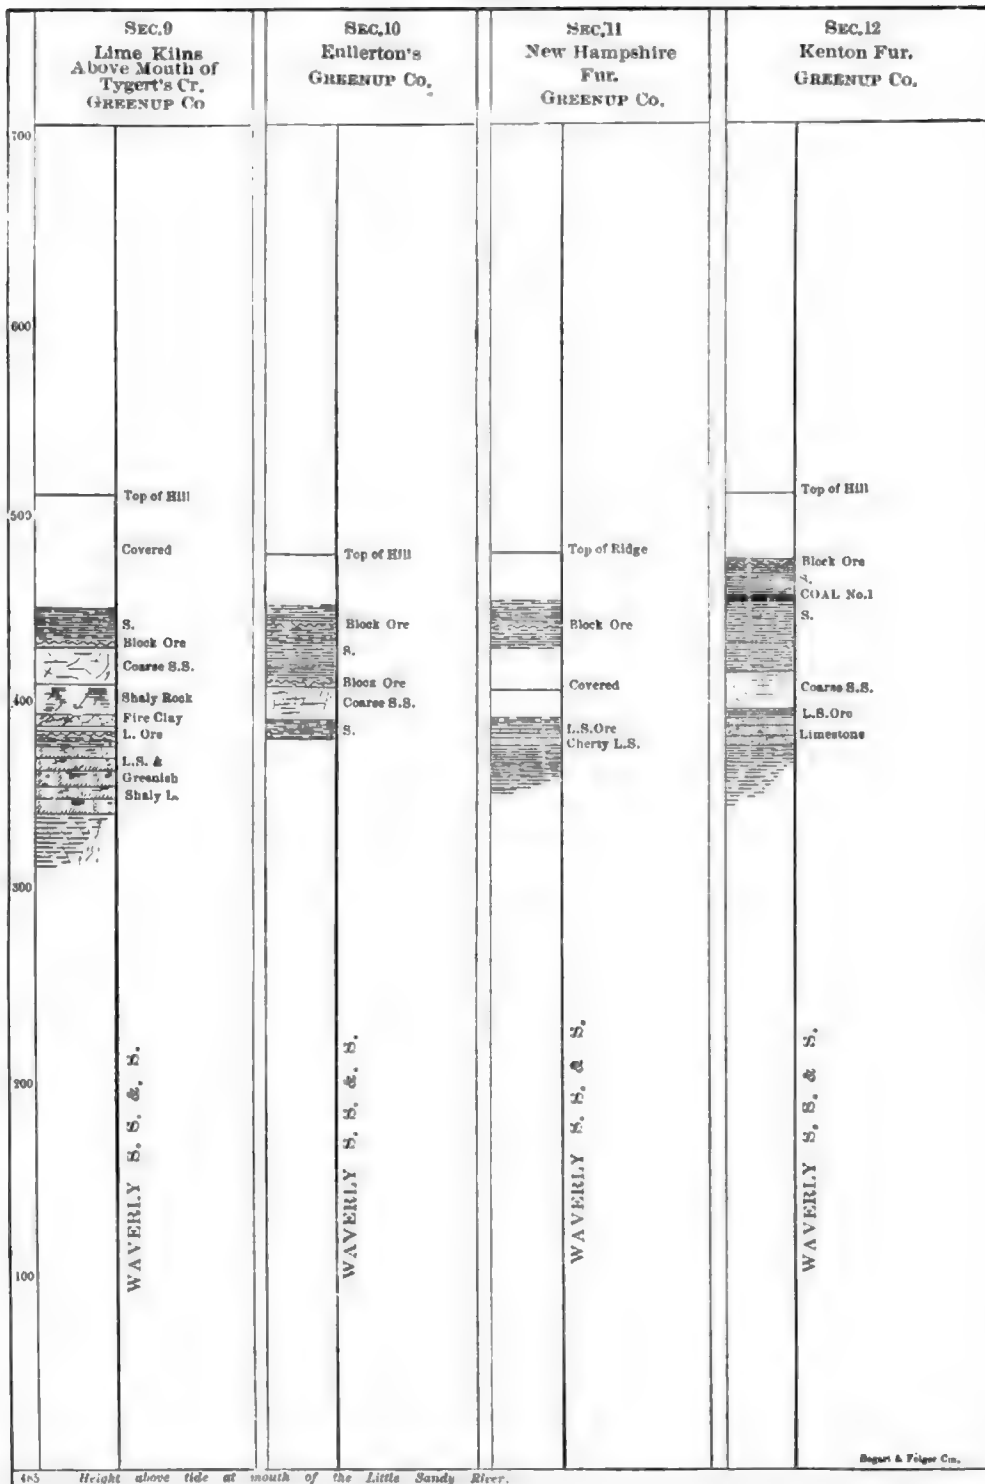 SEC. 9
Lime Kilns
Above Mouth of
Tygert's Cr.
GREENUP Co
SEC. 10
Enllerton's
GREENUP Co.
SEC. 11
New Hampshire
Fur.
GREENUP Co.
SEC. 12
Kenton Fur.
GREENUP Co.
700
600
500
400
300
200
100
Top of Hill
Covered
S.
Block Ore
Coarse S.S.
Shaly Rock
Fire Clay
L. Ore
L.S. &
Greenish
Shaly L.
WAVERLY S. S. & S.
Top of Hill
Block Ore
S.
Block Ore
Coarse S.S.
S.
WAVERLY S. S. & S.
Top of Ridge
Block Ore
Covered
L.S. Ore
Cherty L.S.
WAVERLY S. S. & S
Top of Hill
Block Ore
S.
COAL No. 1
S.
Coarse S.S.
L.S. Ore
Limestone
WAVERLY S. S. & S.
Bogart & Folger Cin.
485 Height above tide at mouth of the Little Sandy River.